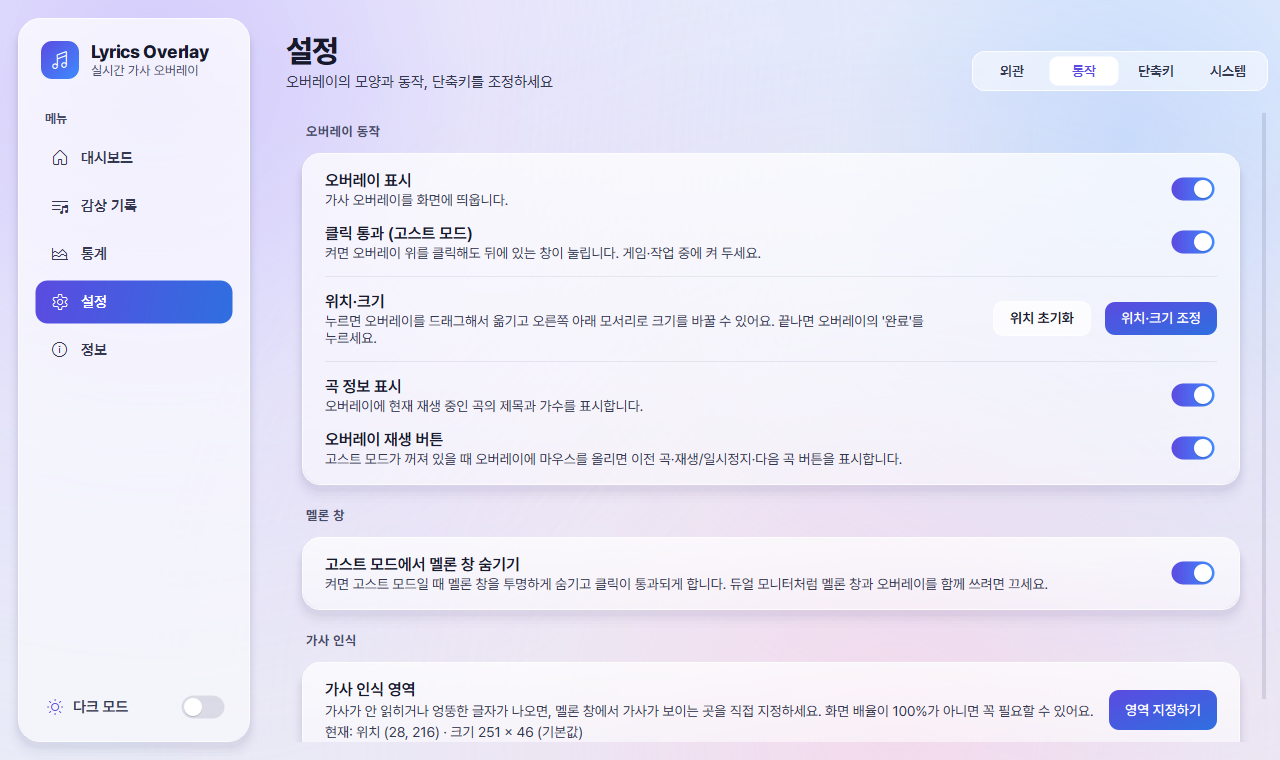 Lyrics Overlay
실시간 가사 오버레이
메뉴
대시보드
감상 기록
통계
설정
정보
다크 모드
설정
오버레이의 모양과 동작, 단축키를 조정하세요
외관
동작
단축키
시스템
오버레이 동작
오버레이 표시
가사 오버레이를 화면에 띄웁니다.
클릭 통과 (고스트 모드)
켜면 오버레이 위를 클릭해도 뒤에 있는 창이 눌립니다. 게임·작업 중에 켜 두세요.
위치·크기
누르면 오버레이를 드래그해서 옮기고 오른쪽 아래 모서리로 크기를 바꿀 수 있어요. 끝나면 오버레이의 '완료'를
누르세요.
위치 초기화
위치·크기 조정
곡 정보 표시
오버레이에 현재 재생 중인 곡의 제목과 가수를 표시합니다.
오버레이 재생 버튼
고스트 모드가 꺼져 있을 때 오버레이에 마우스를 올리면 이전 곡·재생/일시정지·다음 곡 버튼을 표시합니다.
멜론 창
고스트 모드에서 멜론 창 숨기기
켜면 고스트 모드일 때 멜론 창을 투명하게 숨기고 클릭이 통과되게 합니다. 듀얼 모니터처럼 멜론 창과 오버레이를 함께 쓰려면 끄세요.
가사 인식
가사 인식 영역
가사가 안 읽히거나 엉뚱한 글자가 나오면, 멜론 창에서 가사가 보이는 곳을 직접 지정하세요. 화면 배율이 100%가 아니면 꼭 필요할 수 있어요.
현재: 위치 (28, 216) · 크기 251 × 46 (기본값)
영역 지정하기